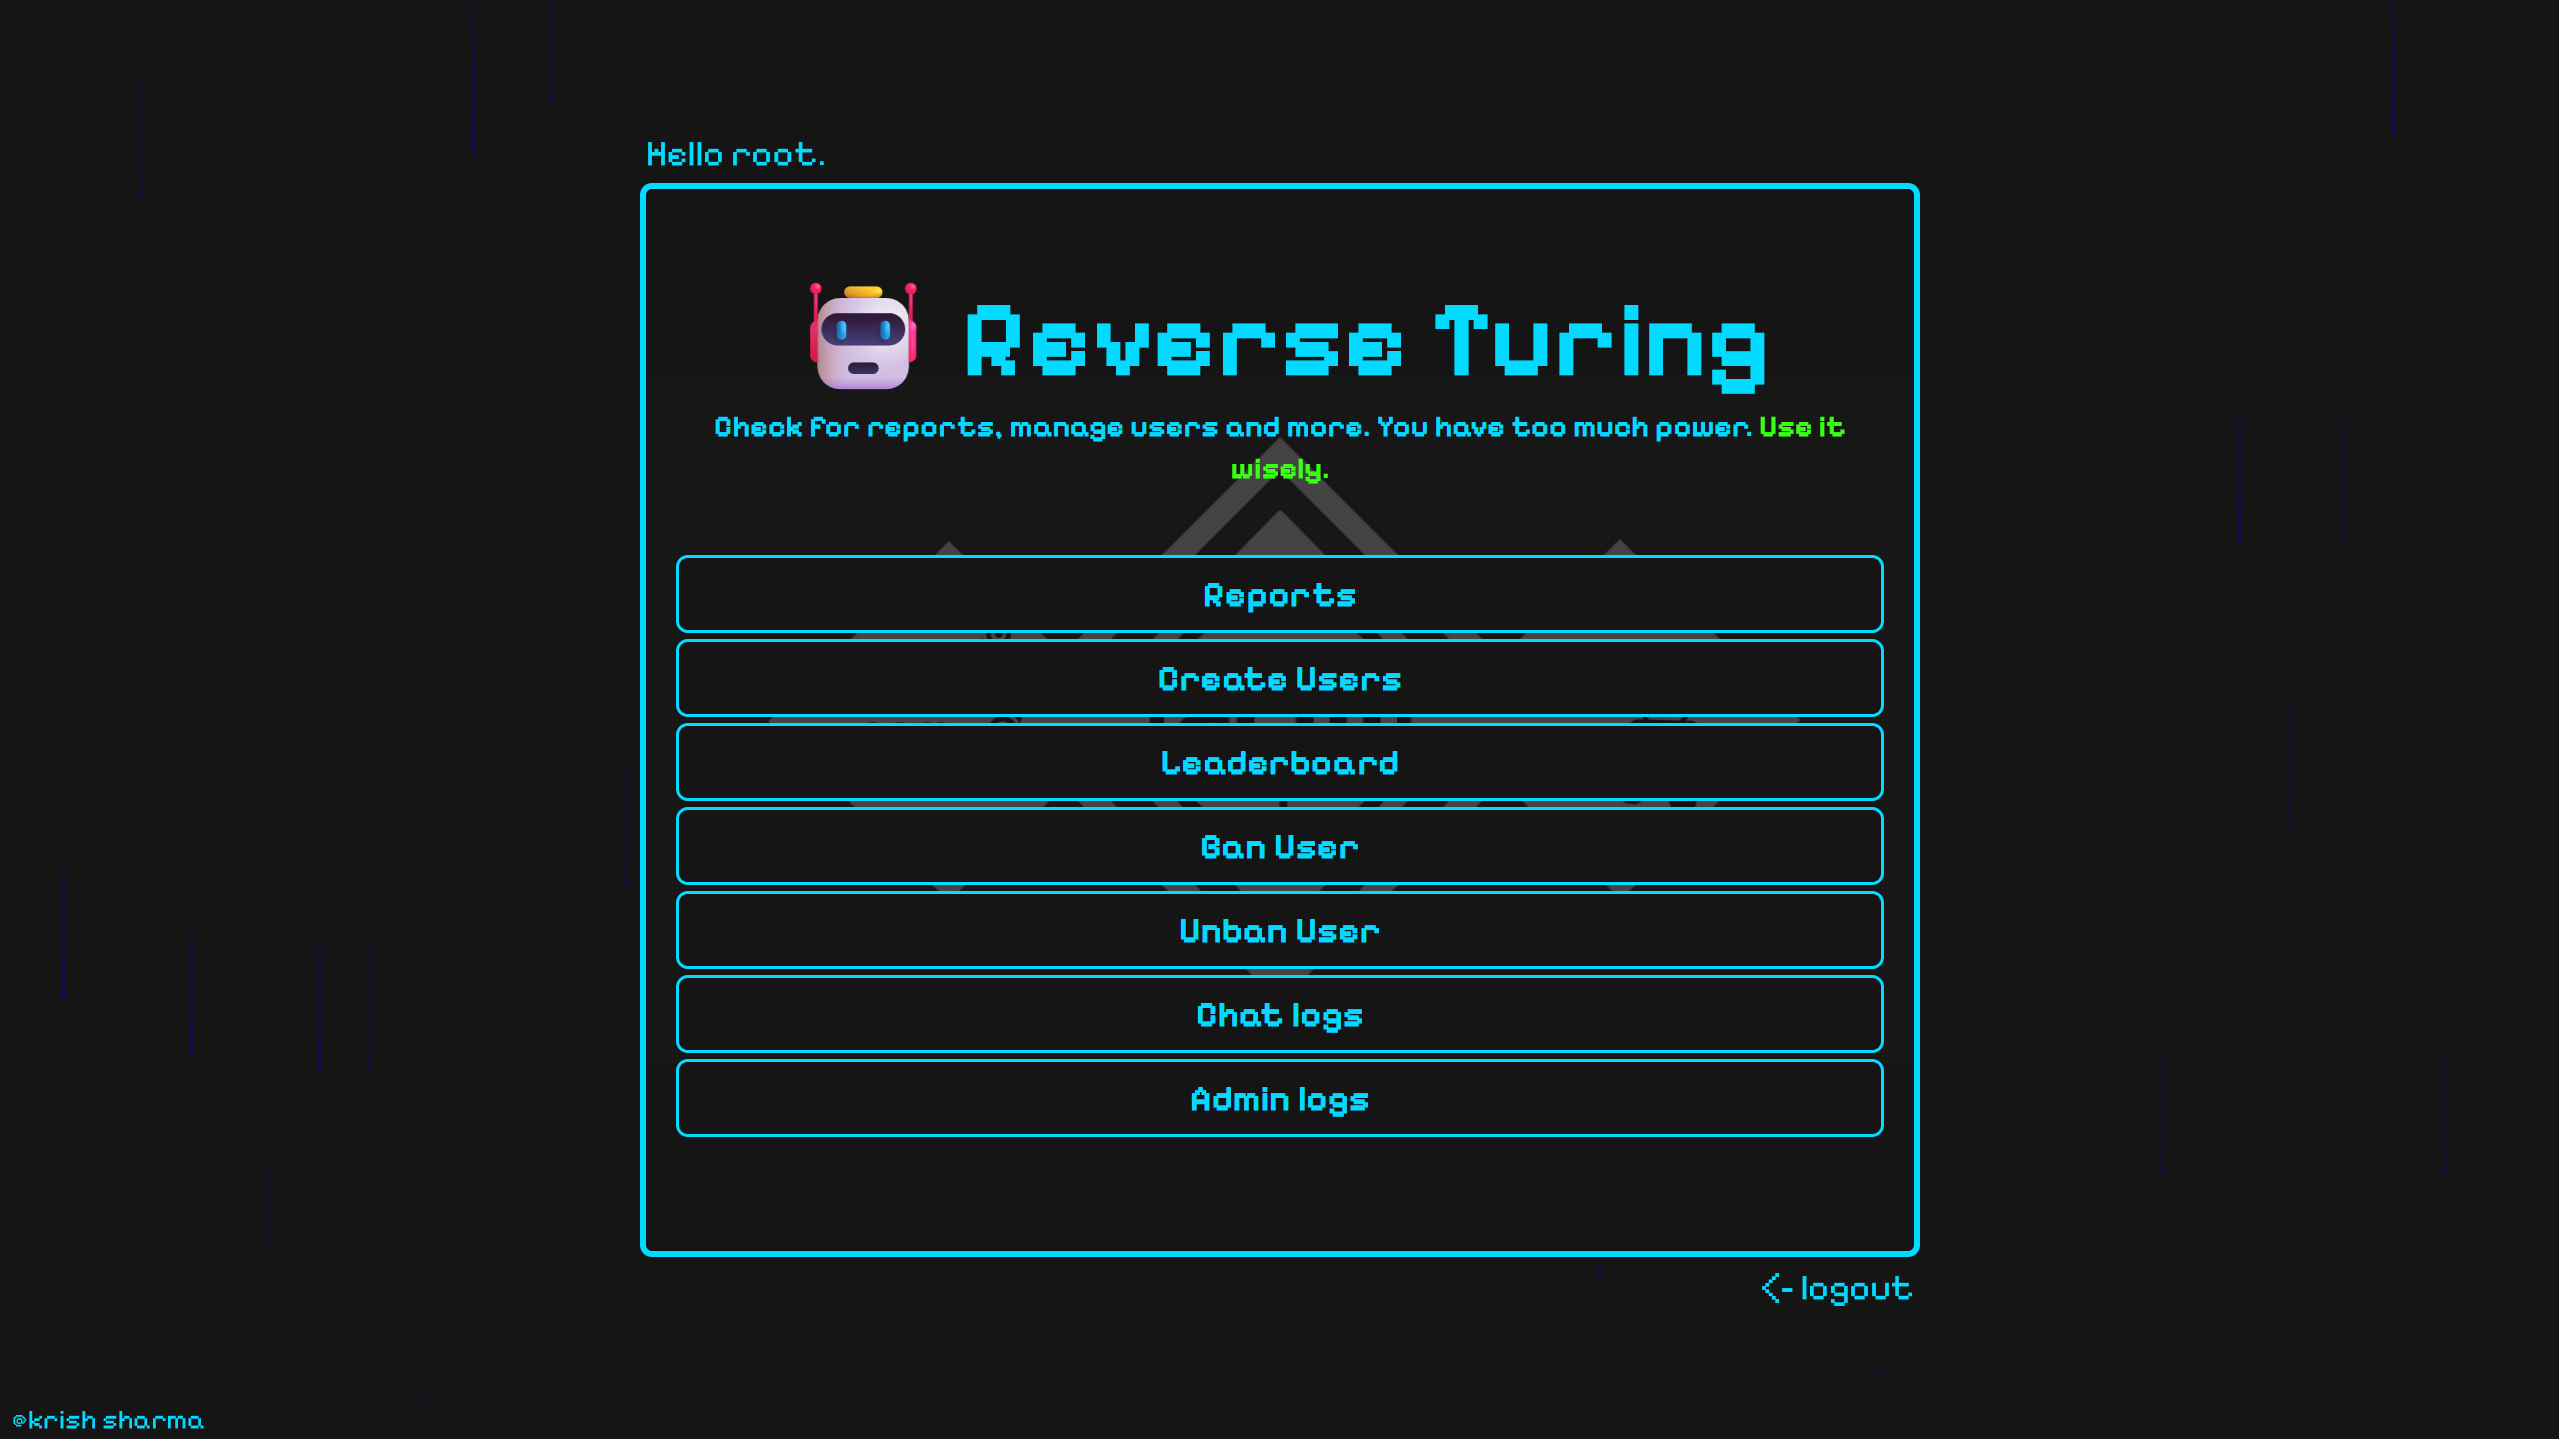 Hello root.
Reverse Turing
Check for reports, manage users and more. You have too much power. Use it
wisely.
Reports
Create Users
Leaderboard
Ban User
Unban User
Chat logs
Admin logs
<- logout
@krish sharma